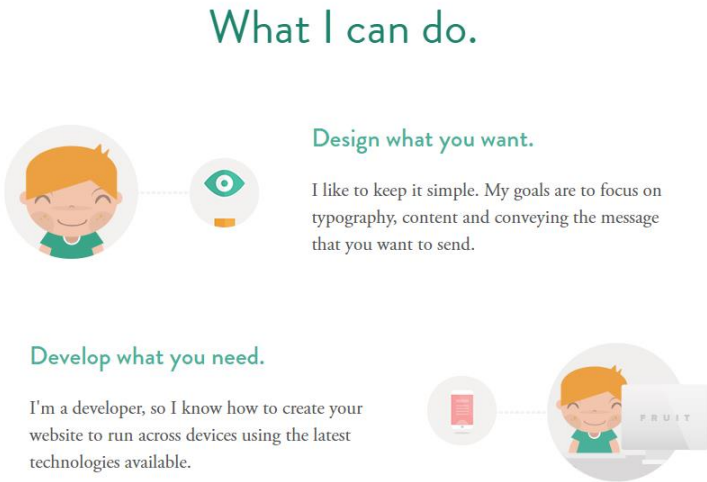 What I can do.
Design what you want.
I like to keep it simple. My goals are to focus on
typography, content and conveying the message
that you want to send.
Develop what you need.
I'm a developer, so I know how to create your
website to run across devices using the latest
technologies available.
FRUIT